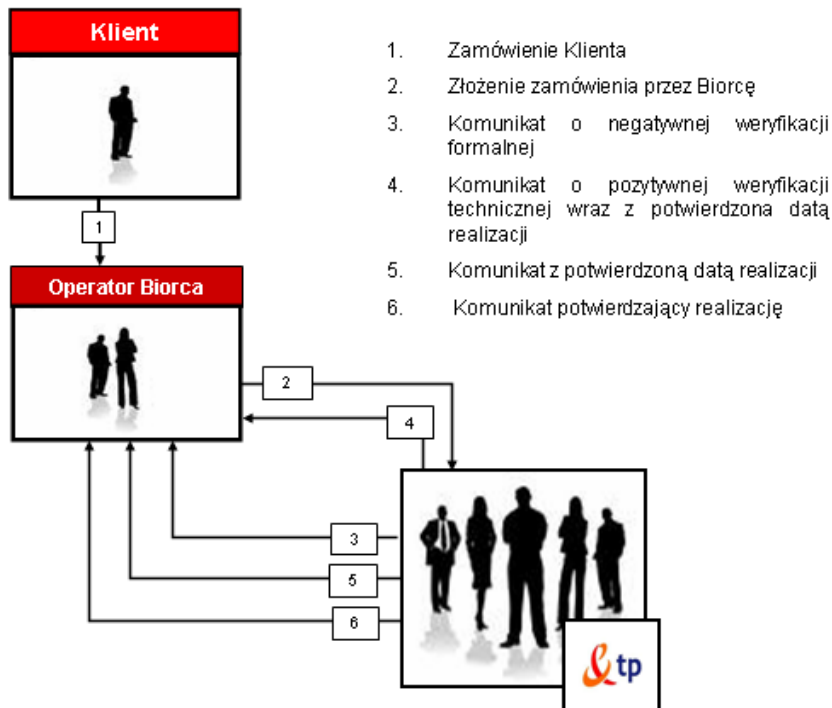 Klient
1. Zamówienie Klienta
2. Złożenie zamówienia przez Biorcę
3. Komunikat o negatywnej weryfikacji
formalnej
4. Komunikat o pozytywnej weryfikacji
technicznej wraz z potwierdzona datą
realizacji
5. Komunikat z potwierdzoną datą realizacji
6. Komunikat potwierdzający realizację
1
Operator Biorca
2
4
3
5
6
tp